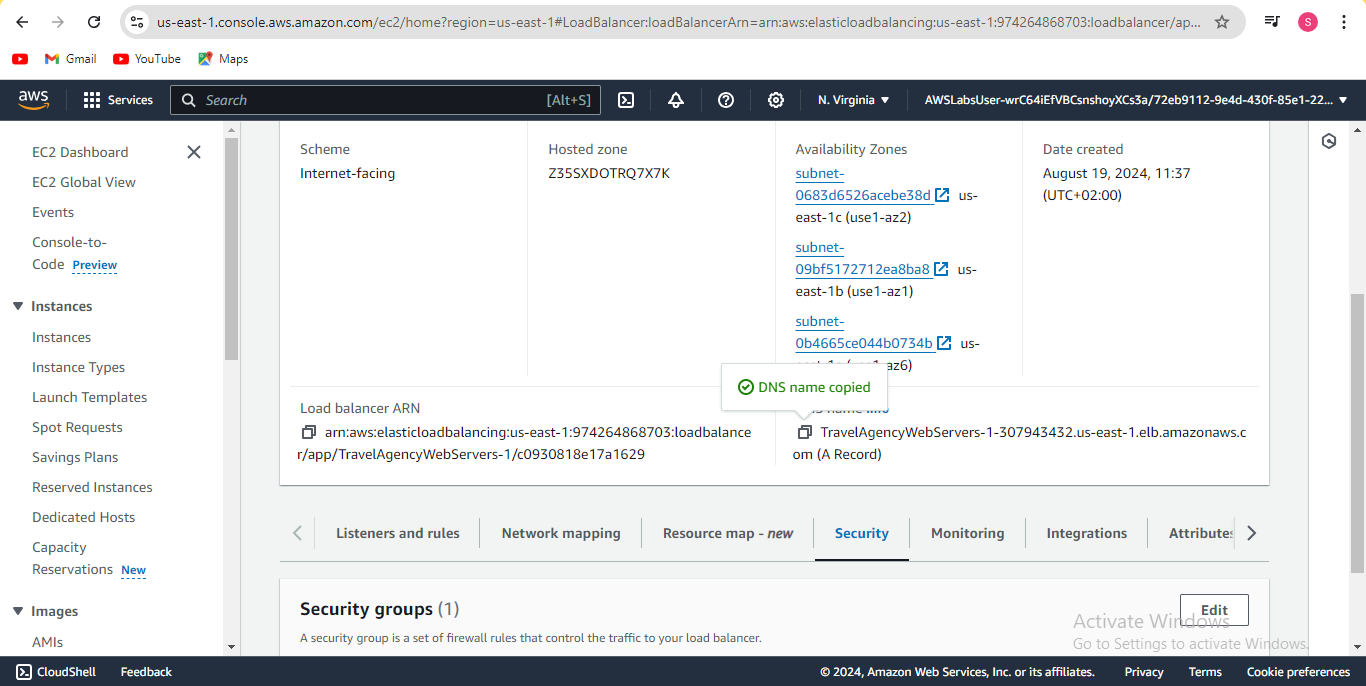 us-east-1.console.aws.amazon.com/ec2/home?region=us-east-1#LoadBalancer:loadBalancerArn=arn:aws:elasticloadbalancing:us-east-1:974264868703:loadbalancer/ap...
S
Gmail
YouTube
Maps
aws
Services
Search
[Alt+S]
N. Virginia
AWSLabsUser-wrC64iEfVBCsnshoyXCs3a/72eb9112-9e4d-430f-85e1-22...
EC2 Dashboard
EC2 Global View
Events
Console-to-
Code Preview
Instances
Instances
Instance Types
Launch Templates
Spot Requests
Savings Plans
Reserved Instances
Dedicated Hosts
Capacity
Reservations New
Images
AMIs
Scheme
Internet-facing
Hosted zone
Z35SXDOTRQ7X7K
Availability Zones
subnet-
0683d6526acebe38d us-
east-1c (use1-az2)
subnet-
09bf5172712ea8ba8 us-
east-1b (use1-az1)
subnet-
0b4665ce044b0734b us-
az6)
Date created
August 19, 2024, 11:37
(UTC+02:00)
Load balancer ARN
arn:aws:elasticloadbalancing:us-east-1:974264868703:loadbalance
r/app/TravelAgencyWebServers-1/c0930818e17a1629
DNS name copied
name Info
TravelAgencyWebServers-1-307943432.us-east-1.elb.amazonaws.c
om (A Record)
Listeners and rules
Network mapping
Resource map - new
Security
Monitoring
Integrations
Attributes
Security groups (1)
Edit
A security group is a set of firewall rules that control the traffic to your load balancer.
Activate Windows
Go to Settings to activate Windows.
CloudShell
Feedback
© 2024, Amazon Web Services, Inc. or its affiliates.
Privacy
Terms
Cookie preferences